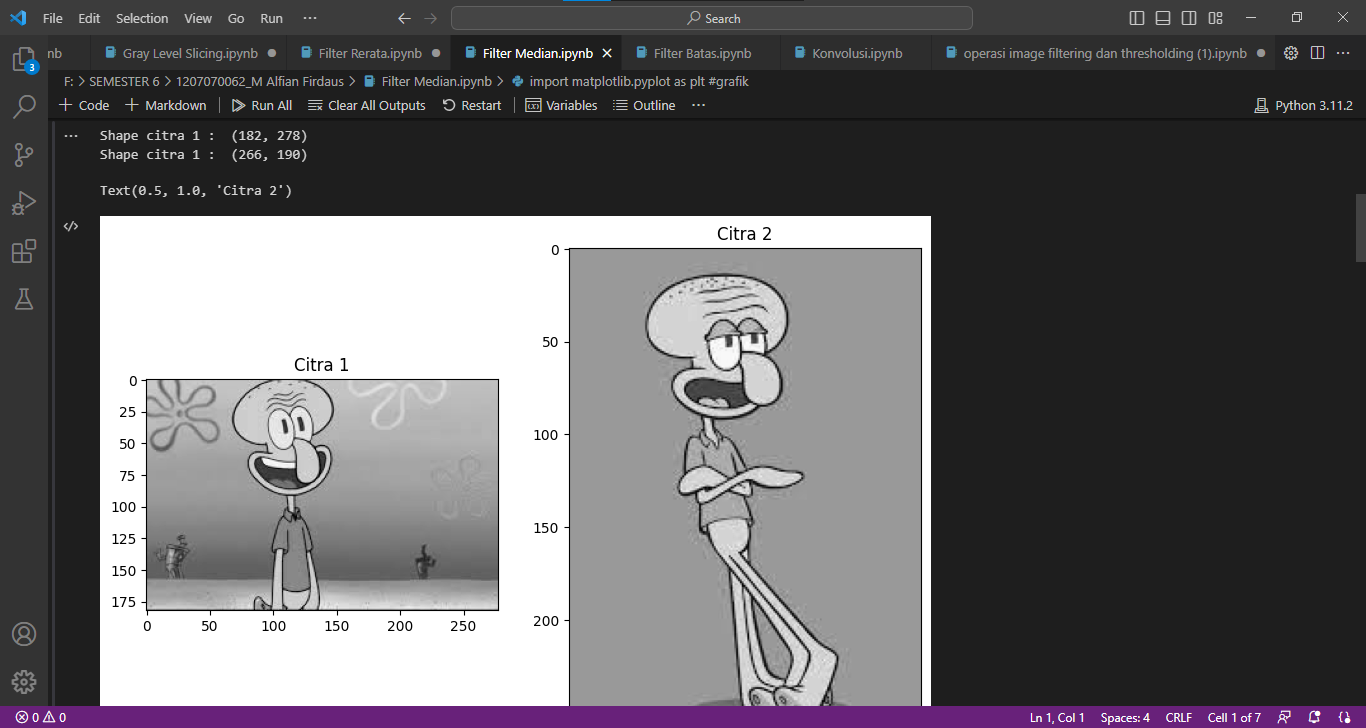 File Edit Selection View Go Run ··· Search
nb Gray Level Slicing.ipynb Filter Rerata.ipynb Filter Median.ipynb Filter Batas.ipynb Konvolusi.ipynb operasi image filtering dan thresholding (1).ipynb ···
3
F: > SEMESTER 6 > 1207070062_M Alfian Firdaus > Filter Median.ipynb > import matplotlib.pyplot as plt #grafik
+ Code + Markdown Run All Clear All Outputs Restart Variables Outline ··· Python 3.11.2
··· Shape citra 1 :  (182, 278)
Shape citra 1 :  (266, 190)
Text(0.5, 1.0, 'Citra 2')
Citra 2
0
50
100
150
200
Citra 1
0
25
50
75
100
125
150
175
0 50 100 150 200 250
0 0 Ln 1, Col 1 Spaces: 4 CRLF Cell 1 of 7